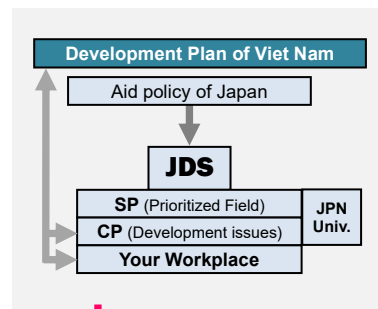 Development Plan of Viet Nam
Aid policy of Japan
JDS
SP (Prioritized Field)
CP (Development issues)
Your Workplace
JPN
Univ.